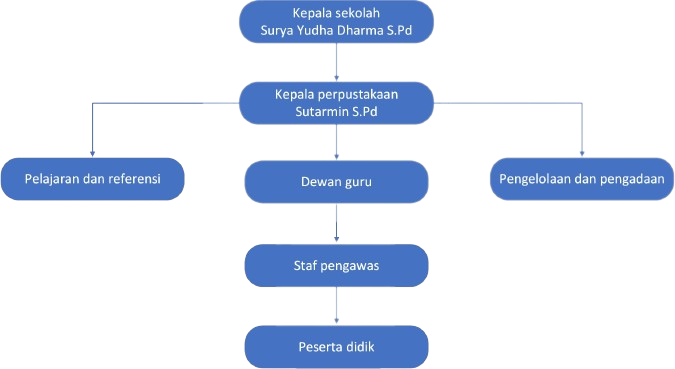 Kepala sekolah
Surya Yudha Dharma S.Pd
Kepala perpustakaan
Sutarmin S.Pd
Pelajaran dan referensi
Dewan guru
Pengelolaan dan pengadaan
Staf pengawas
Peserta didik